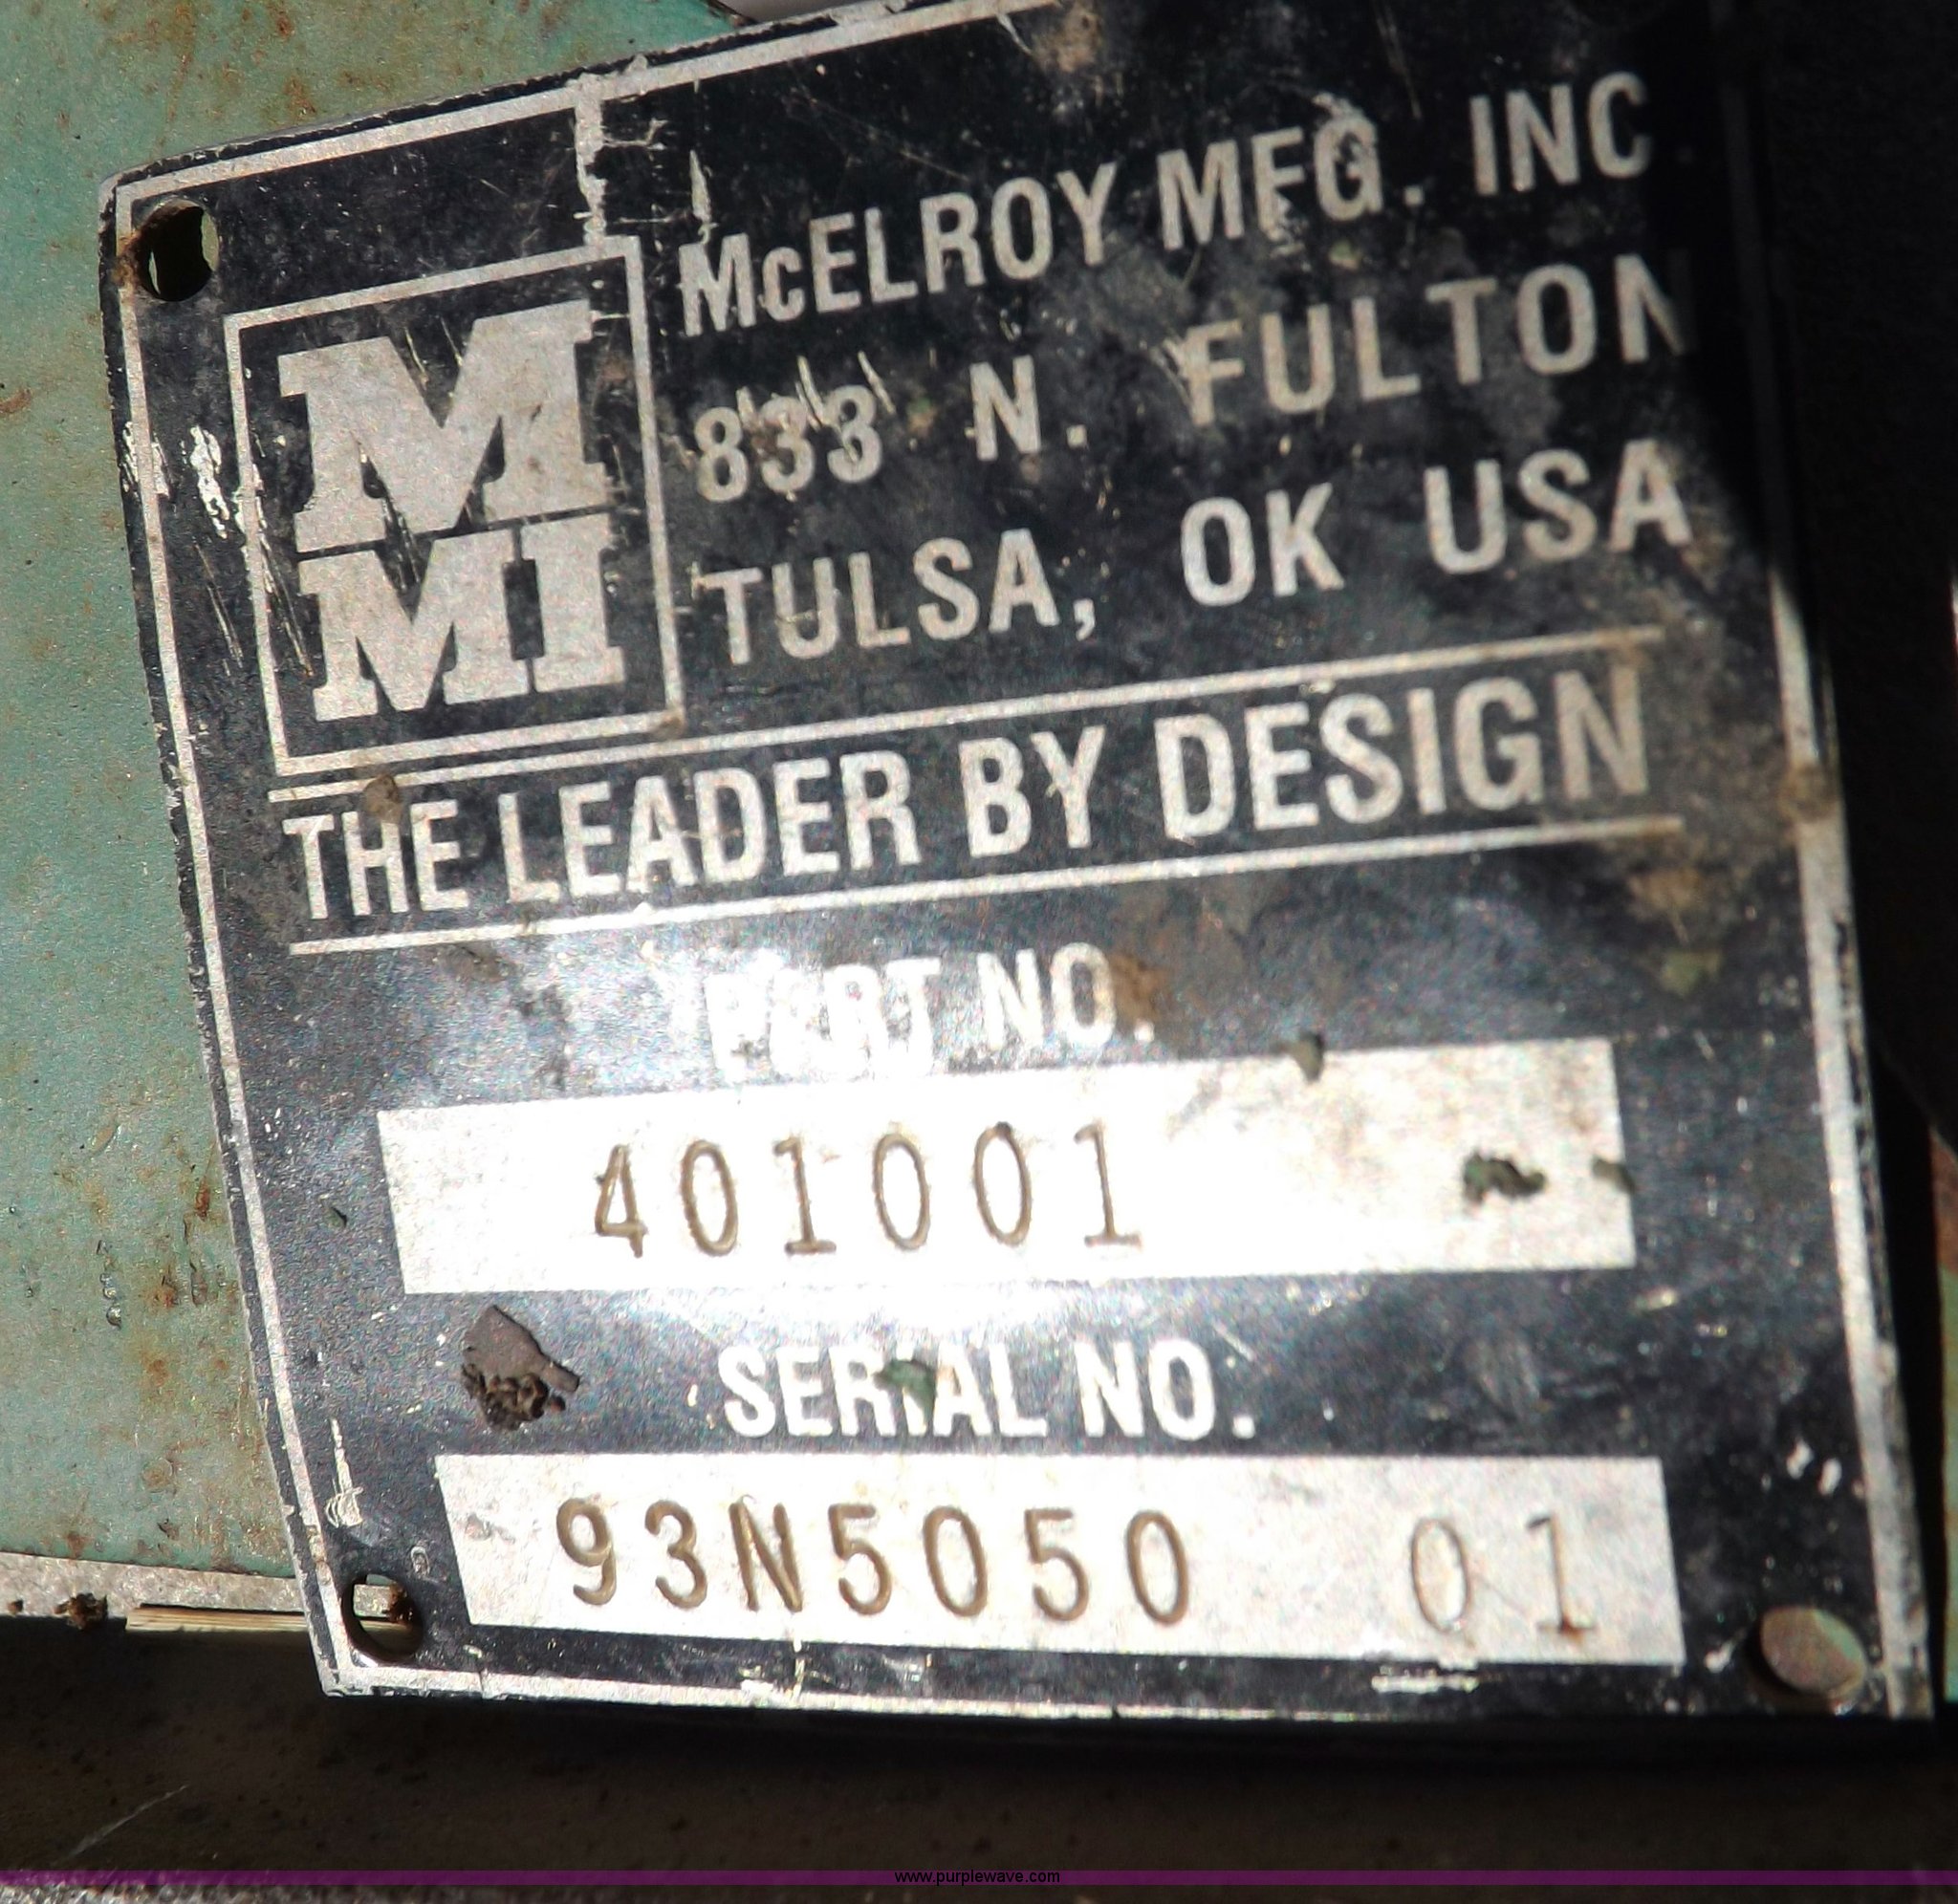 McELROY MFG. INC
833 N. FULTON
TULSA, OK USA
M
MI
THE LEADER BY DESIGN
PART NO.
401001
SERIAL NO.
93N5050 01
www.purplewave.com